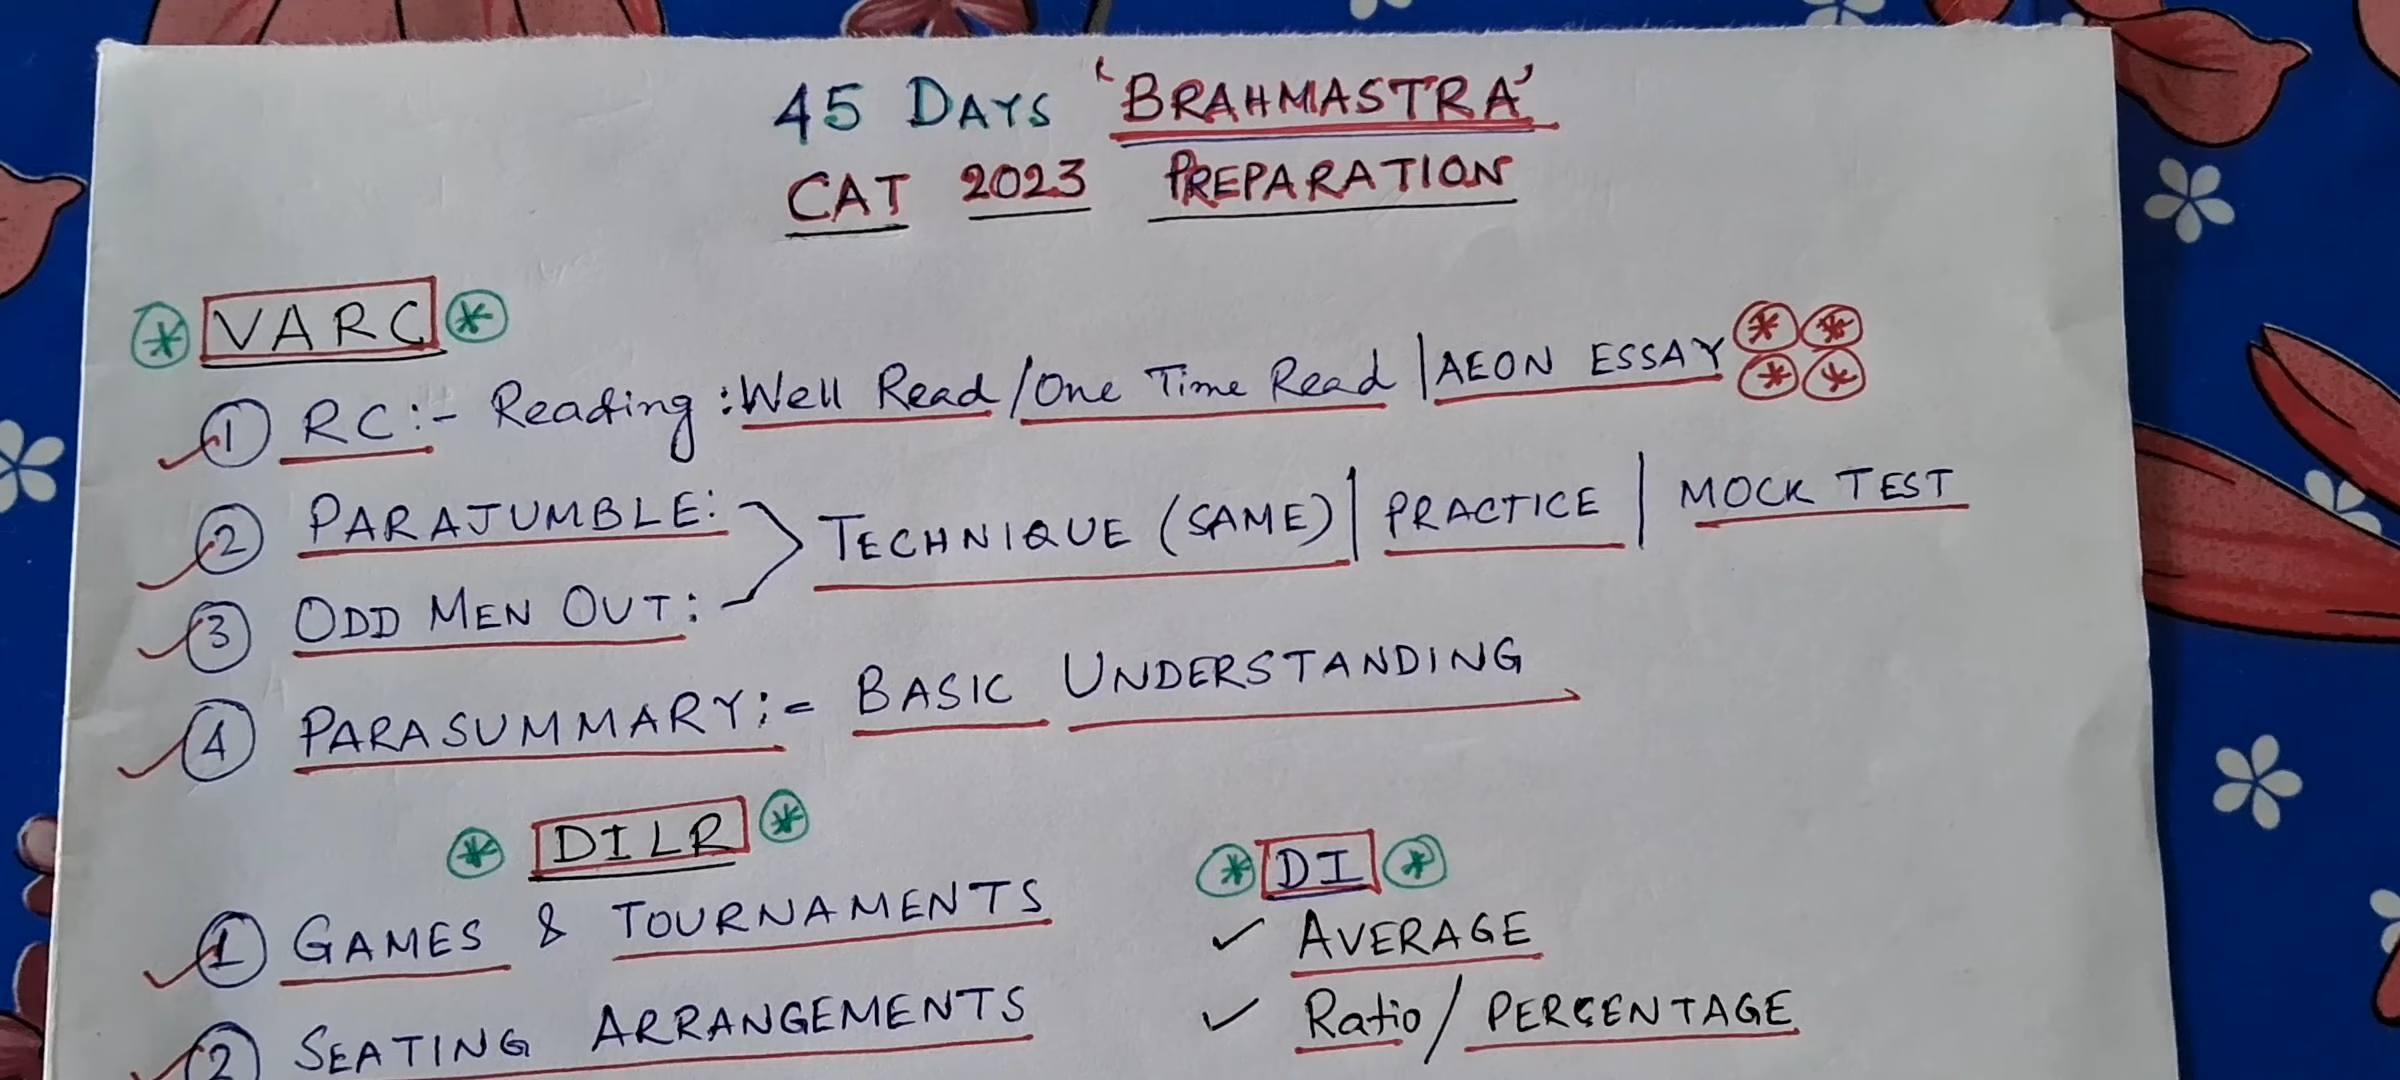 45 DAYS 'BRAHMASTRA'
CAT 2023 PREPARATION
* VARC *
1 RC:- Reading: Well Read / One Time Read | AEON ESSAY * * * *
2 PARAJUMBLE:
TECHNIQUE (SAME) | PRACTICE | MOCK TEST
3 ODD MEN OUT:
4 PARASUMMARY:- BASIC UNDERSTANDING
* DILR *
1 GAMES & TOURNAMENTS
2 SEATING ARRANGEMENTS
* DI *
✓ AVERAGE
✓ Ratio / PERCENTAGE